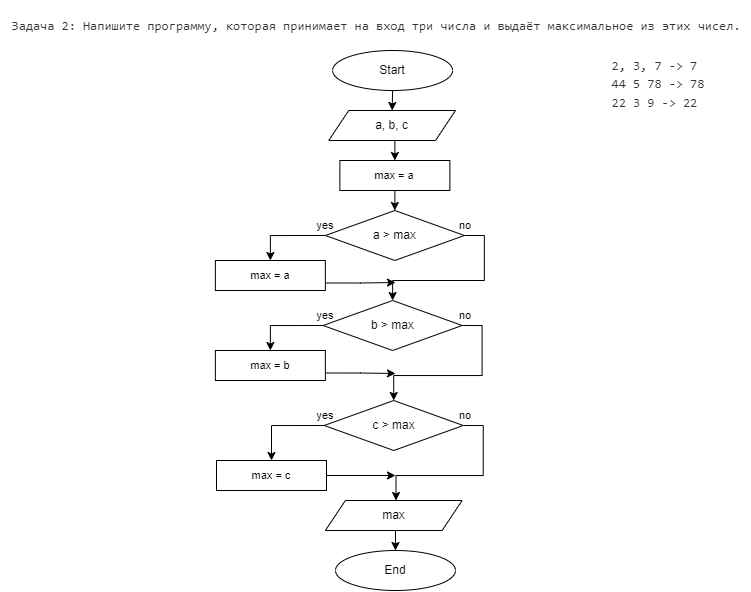 Задача 2: Напишите программу, которая принимает на вход три числа и выдаёт максимальное из этих чисел.
2, 3, 7 -> 7
44 5 78 -> 78
22 3 9 -> 22
Start
a, b, c
max = a
yes
a > max
no
max = a
yes
b > max
no
max = b
yes
c > max
no
max = c
max
End